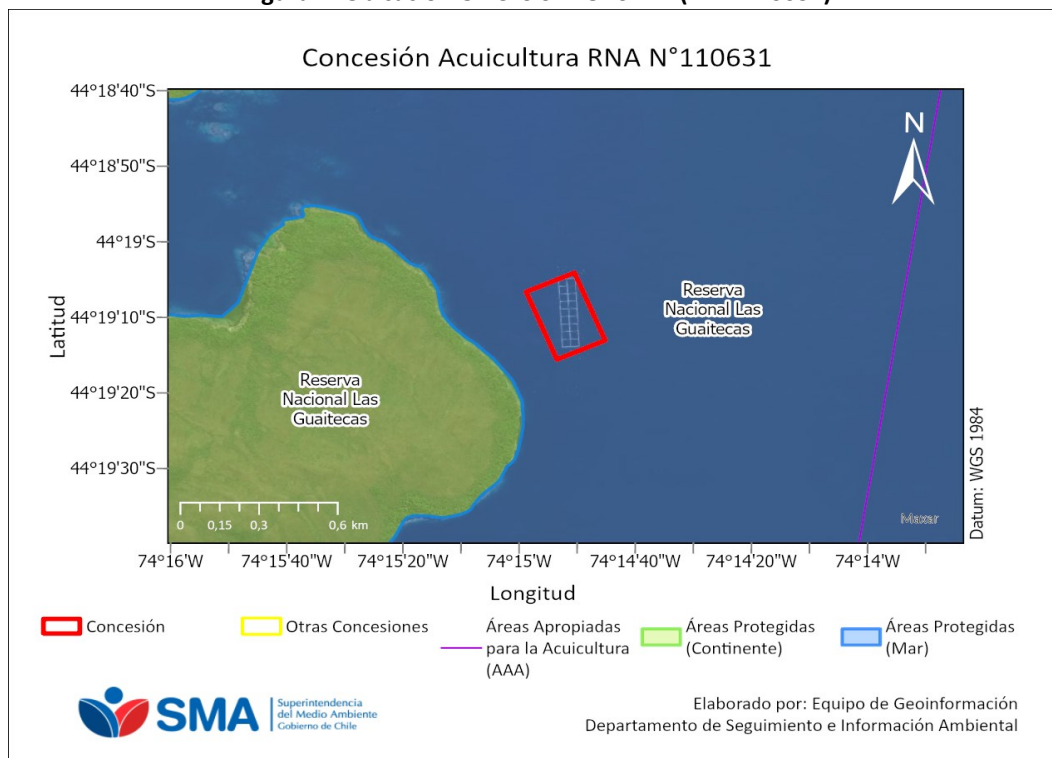 Concesión Acuicultura RNA N°110631
44°18'40"S
44°18'50"S
44°19'S
44°19'10"S
44°19'20"S
44°19'30"S
Latitud
N
Reserva
Nacional Las
Guaitecas
Reserva
Nacional Las
Guaitecas
0 0,15 0,3 0,6 km
Maxar
Datum: WGS 1984
74°16'W 74°15'40"W 74°15'20"W 74°15'W 74°14'40"W 74°14'20"W 74°14'W
Longitud
Concesión
Otras Concesiones
Áreas Apropiadas
para la Acuicultura
(AAA)
Áreas Protegidas
(Continente)
Áreas Protegidas
(Mar)
SMA
Superintendencia
del Medio Ambiente
Gobierno de Chile
Elaborado por: Equipo de Geoinformación
Departamento de Seguimiento e Información Ambiental